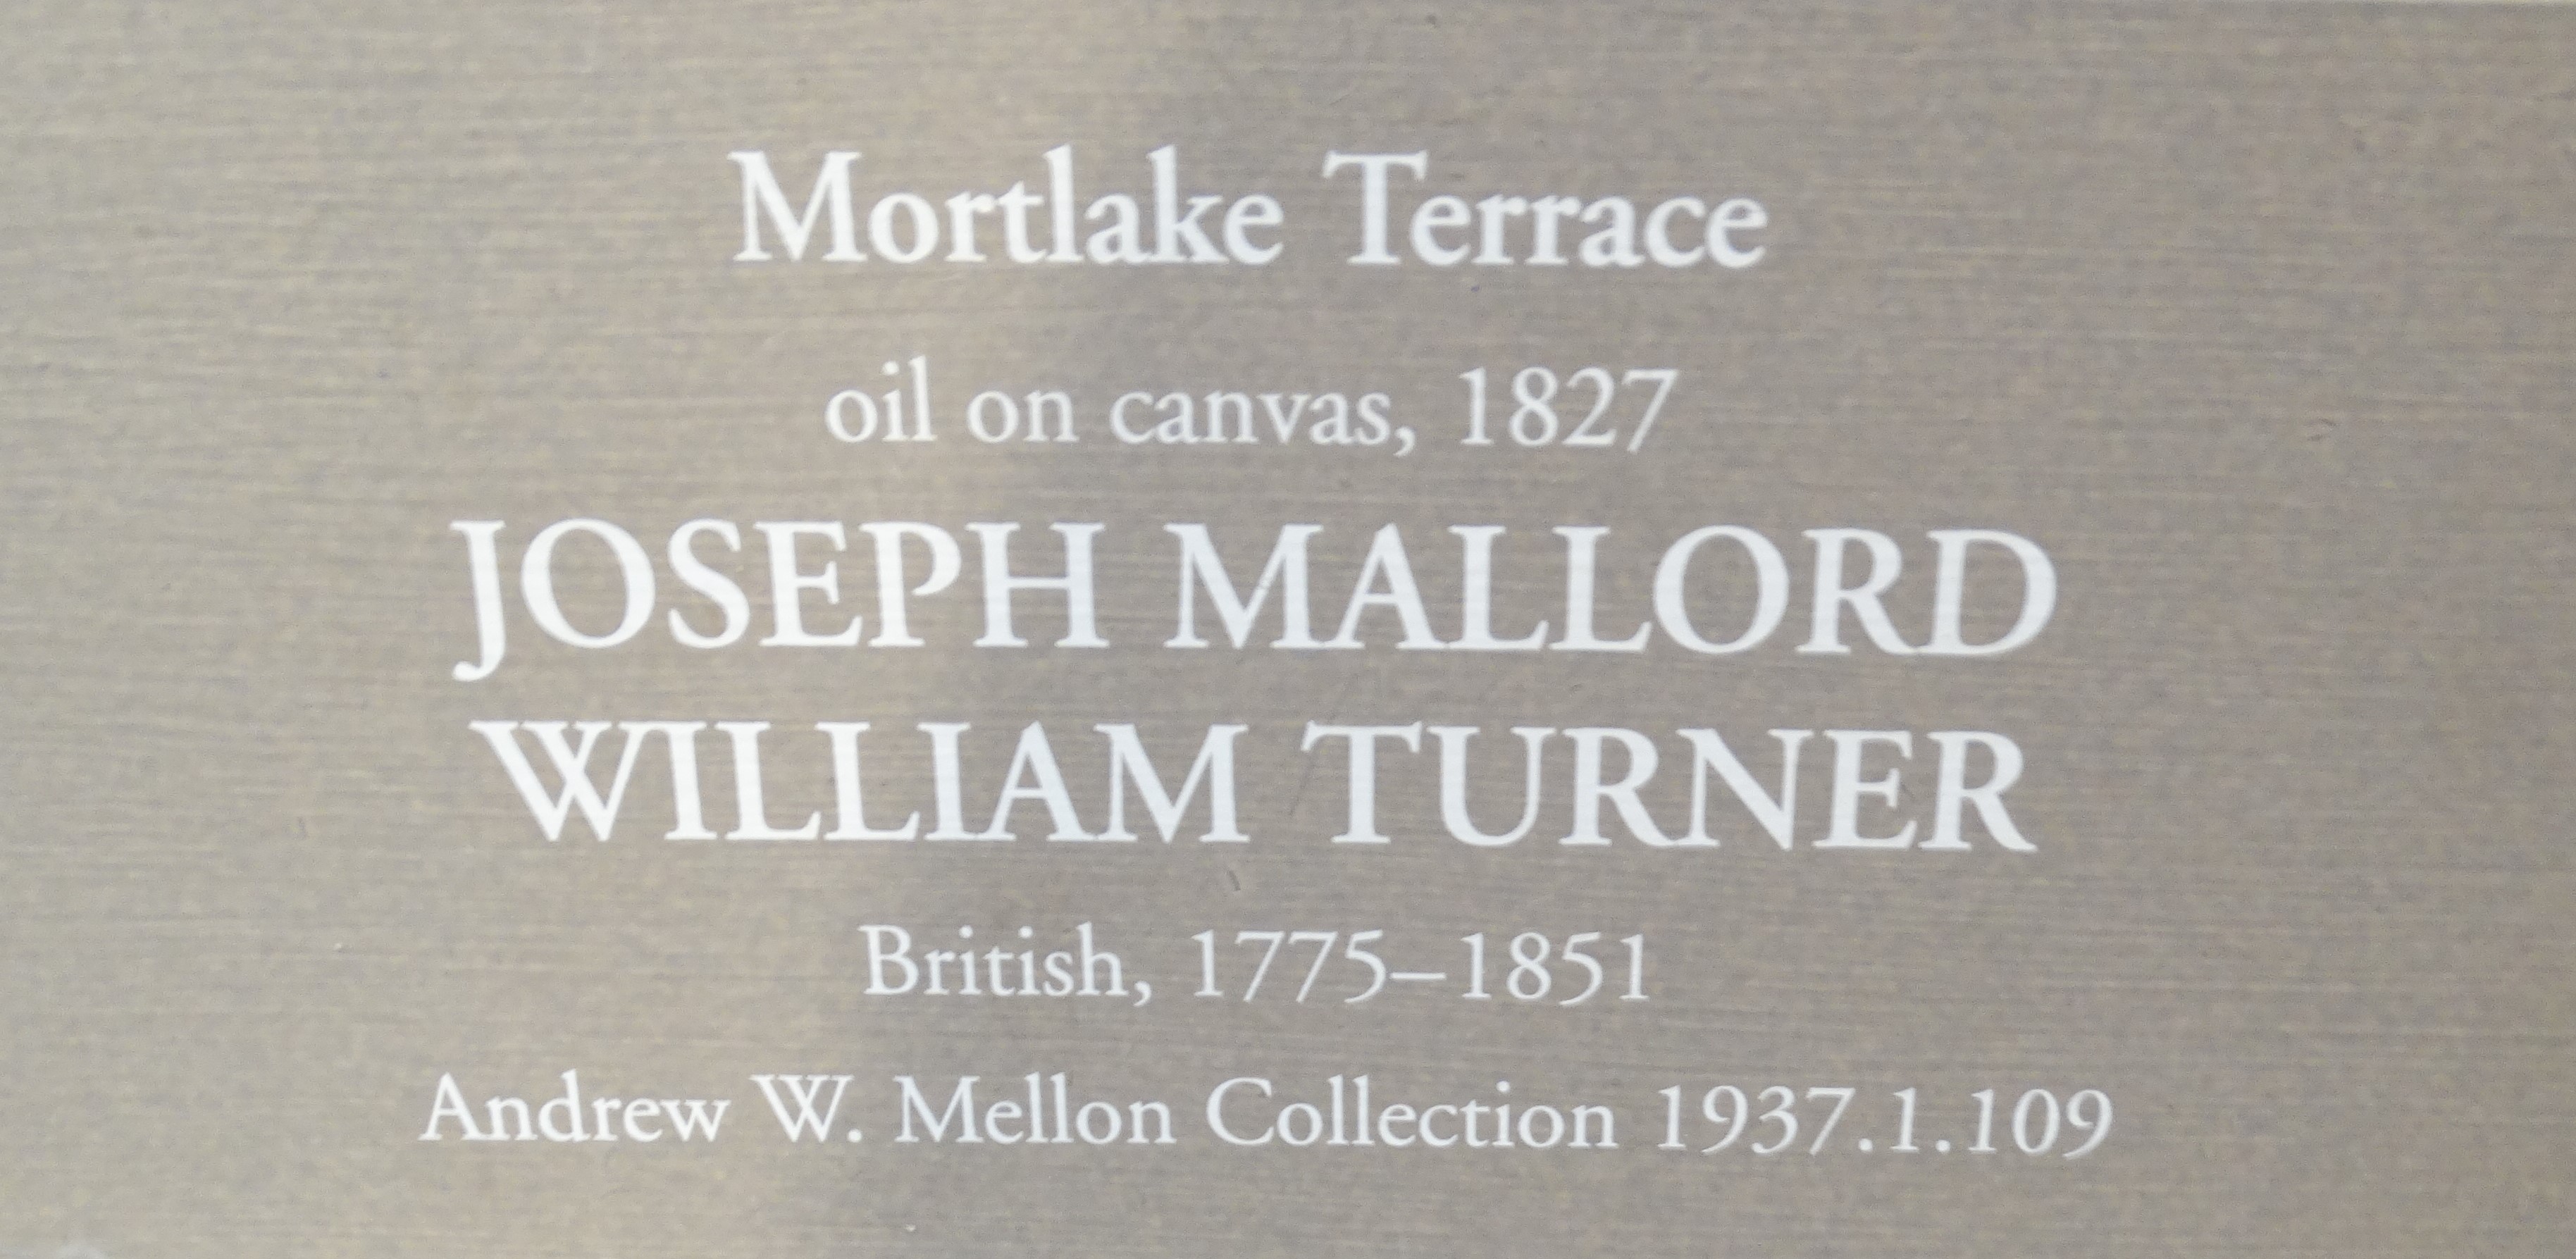 Mortlake Terrace
oil on canvas, 1827
JOSEPH MALLORD
WILLIAM TURNER
British, 1775–1851
Andrew W. Mellon Collection 1937.1.109